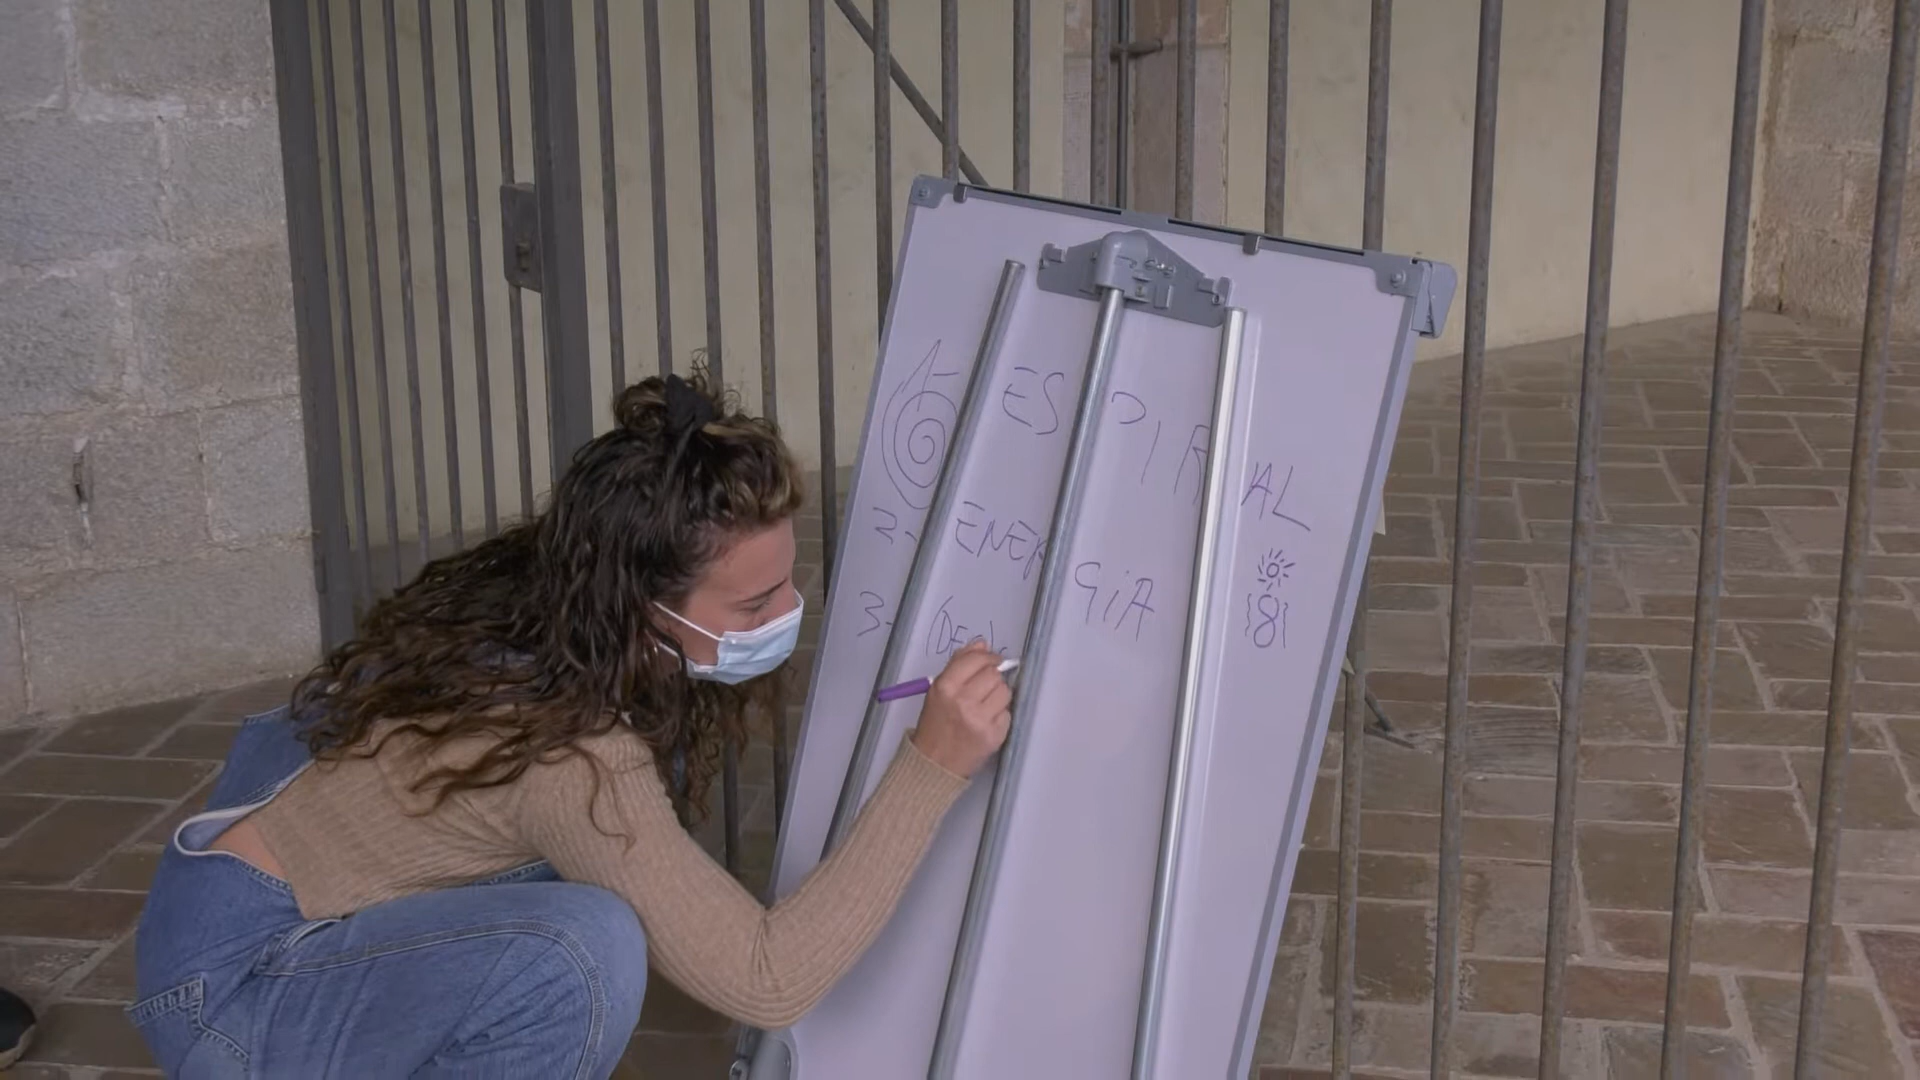 1- ESPIRAL
2. ENERGiA
3-